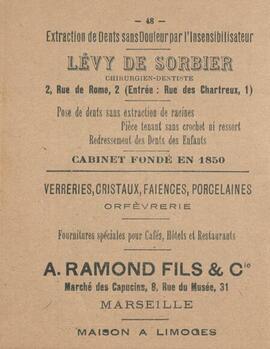 — 48 —
Extraction de Dents sans Douleur par l'Insensibilisateur
LÉVY DE SORBIER
CHIRURGIEN-DENTISTE
2, Rue de Rome, 2 (Entrée : Rue des Chartreux, 1)
Pose de dents sans extraction de racines
Pièce tenant sans crochet ni ressort
Redressement des Dents des Enfants
CABINET FONDÉ EN 1850
VERRERIES, CRISTAUX, FAIENCES, PORCELAINES
ORFÈVRERIE
Fournitures spéciales pour Cafés, Hôtels et Restaurants
A. RAMOND FILS & Cie
Marché des Capucins, 8, Rue du Musée, 31
MARSEILLE
MAISON A LIMOGES